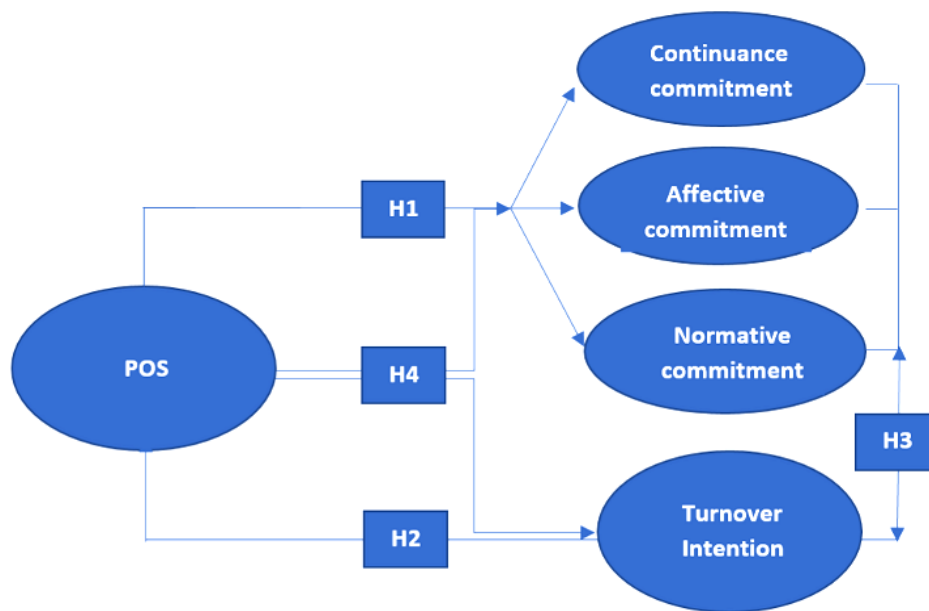 Continuance
commitment
H1
Affective
commitment
POS
H4
Normative
commitment
H3
H2
Turnover
Intention